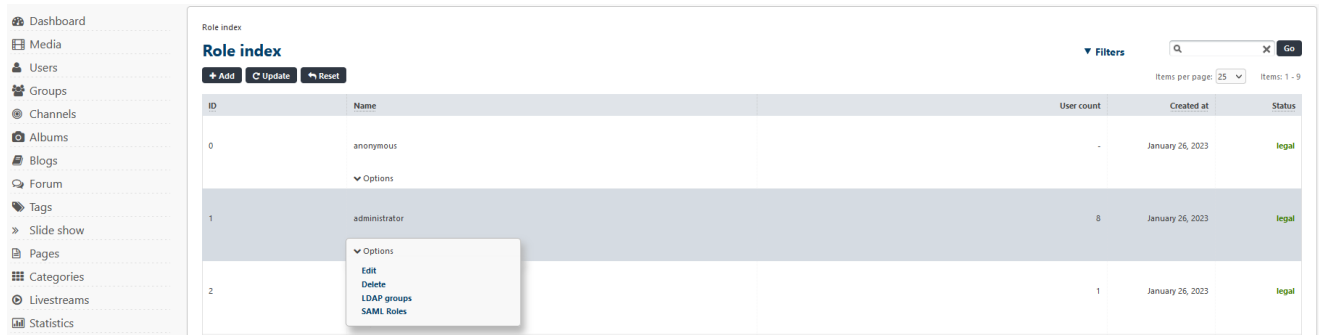 Dashboard
Media
Users
Groups
Channels
Albums
Blogs
Forum
Tags
Slide show
Pages
Categories
Livestreams
Statistics
Role index
Role index
Filters
Go
Add Update Reset
Items per page: 25 Items: 1 - 9
ID Name User count Created at Status
0 anonymous - January 26, 2023 legal
Options
1 administrator 8 January 26, 2023 legal
Options
Edit
Delete
LDAP groups
SAML Roles
2 1 January 26, 2023 legal